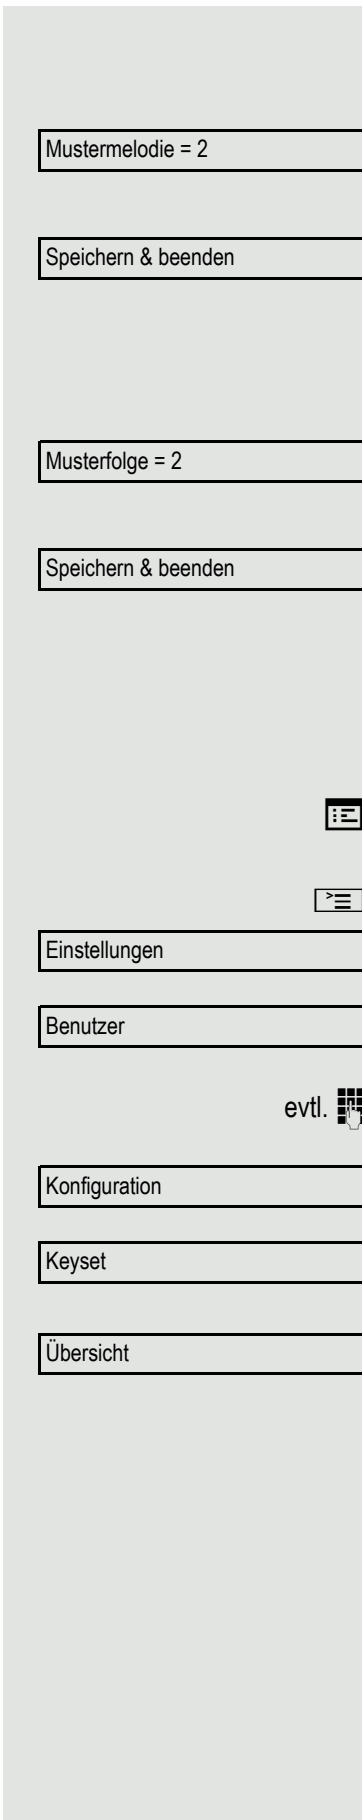 Mustermelodie = 2
Speichern & beenden
Musterfolge = 2
Speichern & beenden
Einstellungen
Benutzer
evtl.
Konfiguration
Keyset
Übersicht